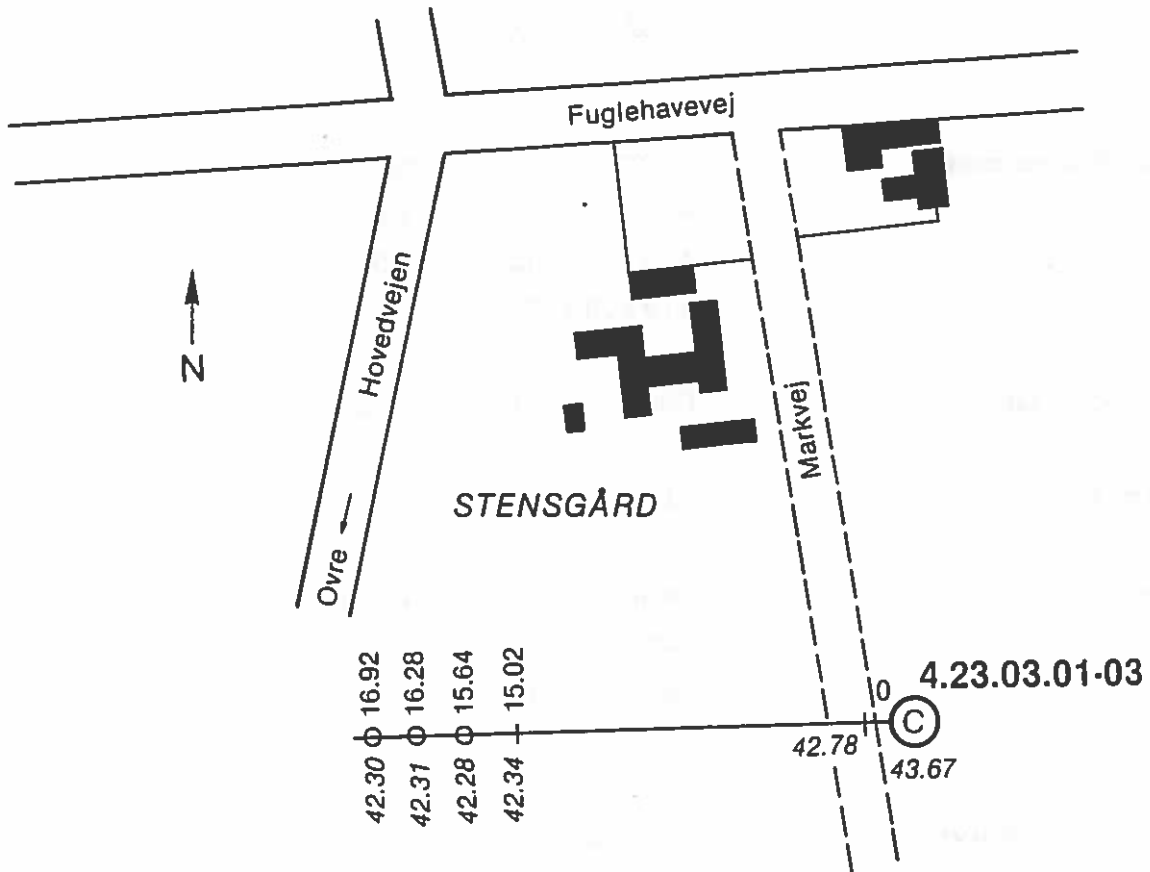 Fuglehavevej
Hovedvejen
N
Markvej
STENSGÅRD
Ovre
16.92
16.28
15.64
15.02
0
4.23.03.01-03
C
42.30
42.31
42.28
42.34
42.78
43.67